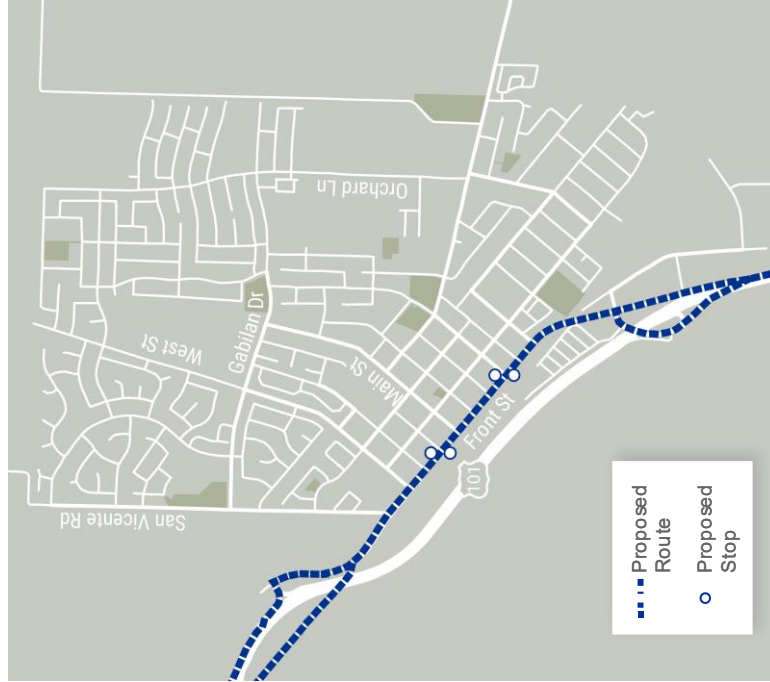 Orchard Ln
Gabilan Dr
West St
Main St
Front St
101
San Vicente Rd
Proposed
Route
Proposed
Stop